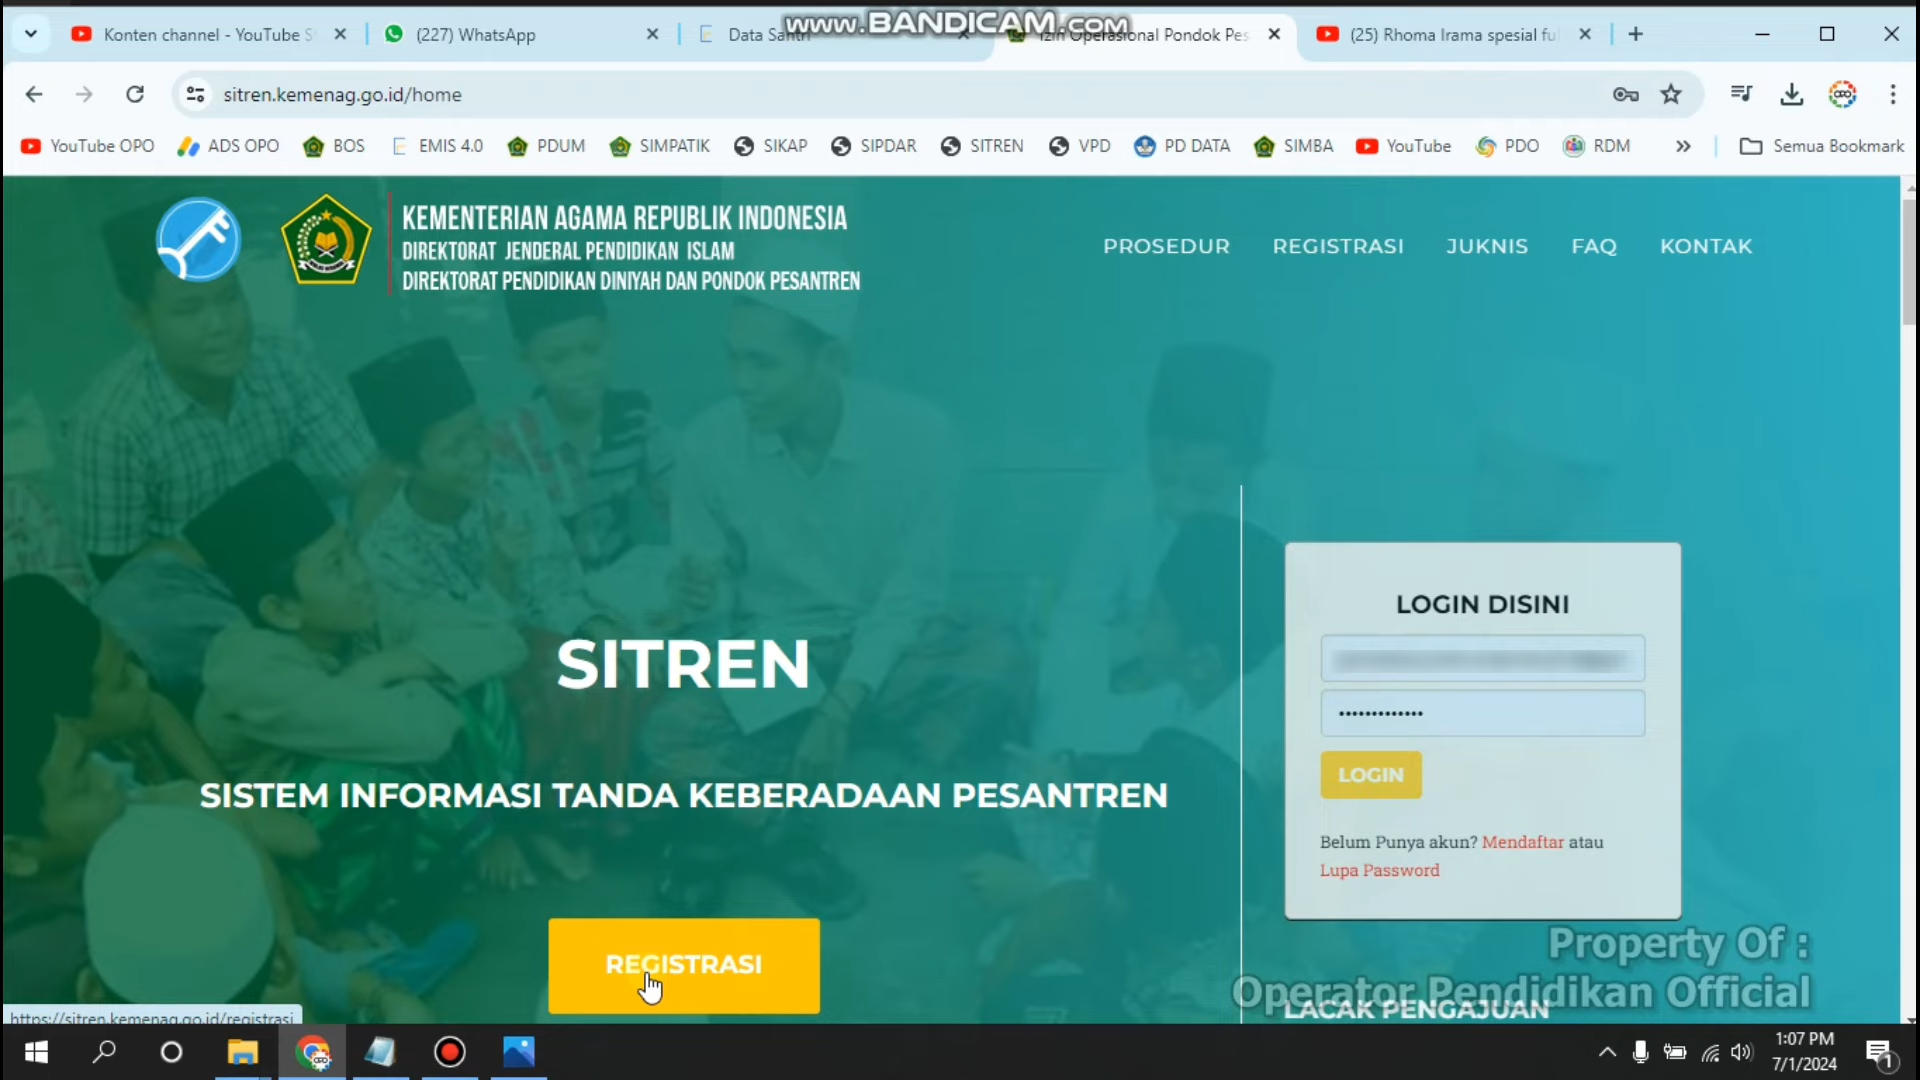 www.BANDICAM.com
Konten channel - YouTube S
(227) WhatsApp
Data Santri
Izin Operasional Pondok Pes
(25) Rhoma Irama spesial fu
sitren.kemenag.go.id/home
YouTube OPO
ADS OPO
BOS
EMIS 4.0
PDUM
SIMPATIK
SIKAP
SIPDAR
SITREN
VPD
PD DATA
SIMBA
YouTube
PDO
RDM
Semua Bookmark
KEMENTERIAN AGAMA REPUBLIK INDONESIA
DIREKTORAT JENDERAL PENDIDIKAN ISLAM
DIREKTORAT PENDIDIKAN DINIYAH DAN PONDOK PESANTREN
PROSEDUR
REGISTRASI
JUKNIS
FAQ
KONTAK
SITREN
SISTEM INFORMASI TANDA KEBERADAAN PESANTREN
REGISTRASI
LOGIN DISINI
LOGIN
Belum Punya akun? Mendaftar atau
Lupa Password
Property Of :
Operator Pendidikan Official
LACAK PENGAJUAN
https://sitren.kemenag.go.id/registrasi
1:07 PM
7/1/2024
1